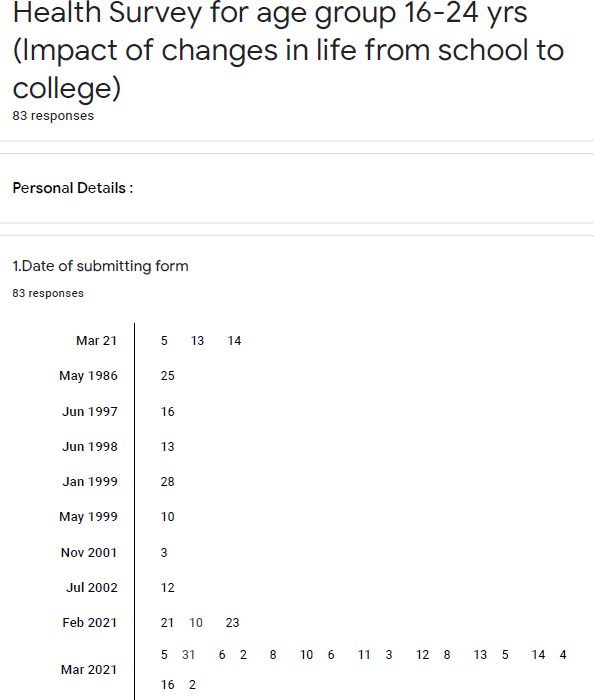 Health Survey for age group 16-24 yrs
(Impact of changes in life from school to
college)
83 responses
Personal Details :
1.Date of submitting form
83 responses
Mar 21 5 13 14
May 1986 25
Jun 1997 16
Jun 1998 13
Jan 1999 28
May 1999 10
Nov 2001 3
Jul 2002 12
Feb 2021 21 10 23
Mar 2021 5 31 6 2 8 10 6 11 3 12 8 13 5 14 4
16 2